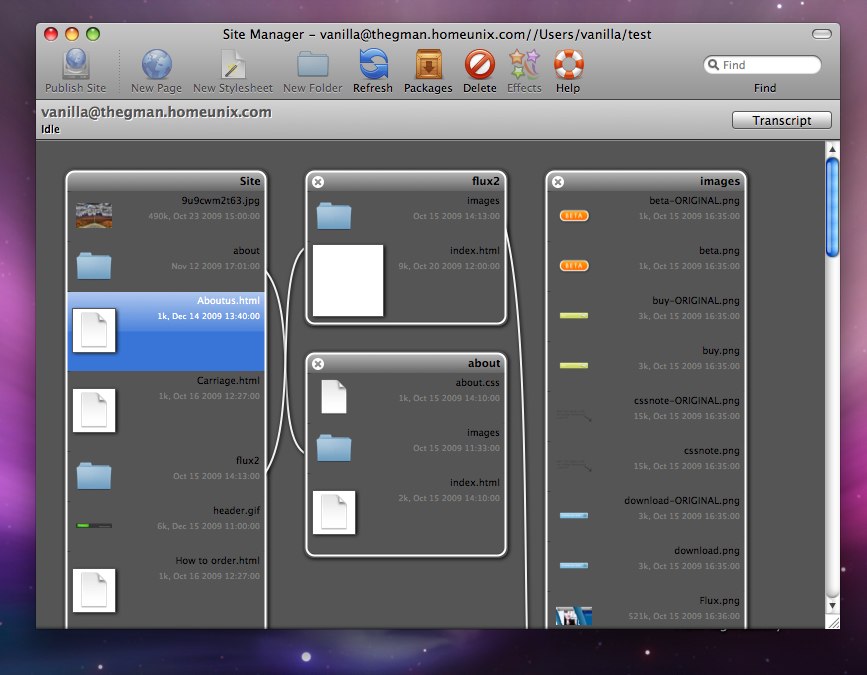 Site Manager – vanilla@thegman.homeunix.com//Users/vanilla/test
Publish Site
New Page
New Stylesheet
New Folder
Refresh
Packages
Delete
Effects
Help
Find
Find
vanilla@thegman.homeunix.com
Idle
Transcript
Site
9u9cwm2t63.jpg
490k, Oct 23 2009 15:00:00
about
Nov 12 2009 17:01:00
Aboutus.html
1k, Dec 14 2009 13:40:00
Carriage.html
1k, Oct 16 2009 12:27:00
flux2
Oct 15 2009 14:13:00
header.gif
6k, Dec 15 2009 11:00:00
How to order.html
1k, Oct 16 2009 12:27:00
flux2
images
Oct 15 2009 14:13:00
index.html
9k, Oct 20 2009 12:00:00
about
about.css
1k, Oct 15 2009 14:10:00
images
Oct 15 2009 11:33:00
index.html
2k, Oct 15 2009 14:10:00
images
beta-ORIGINAL.png
BETA
1k, Oct 15 2009 16:35:00
beta.png
BETA
1k, Oct 15 2009 16:35:00
buy-ORIGINAL.png
3k, Oct 15 2009 16:35:00
buy.png
3k, Oct 15 2009 16:35:00
cssnote-ORIGINAL.png
15k, Oct 15 2009 16:35:00
cssnote.png
15k, Oct 15 2009 16:35:00
download-ORIGINAL.png
3k, Oct 15 2009 16:35:00
download.png
3k, Oct 15 2009 16:35:00
Flux.png
521k, Oct 15 2009 16:36:00